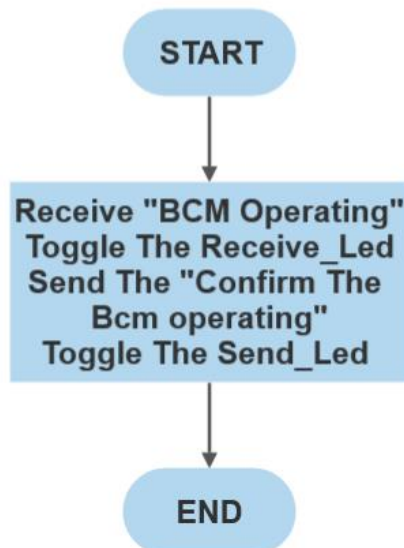 START
Receive "BCM Operating"
Toggle The Receive_Led
Send The "Confirm The
Bcm operating"
Toggle The Send_Led
END